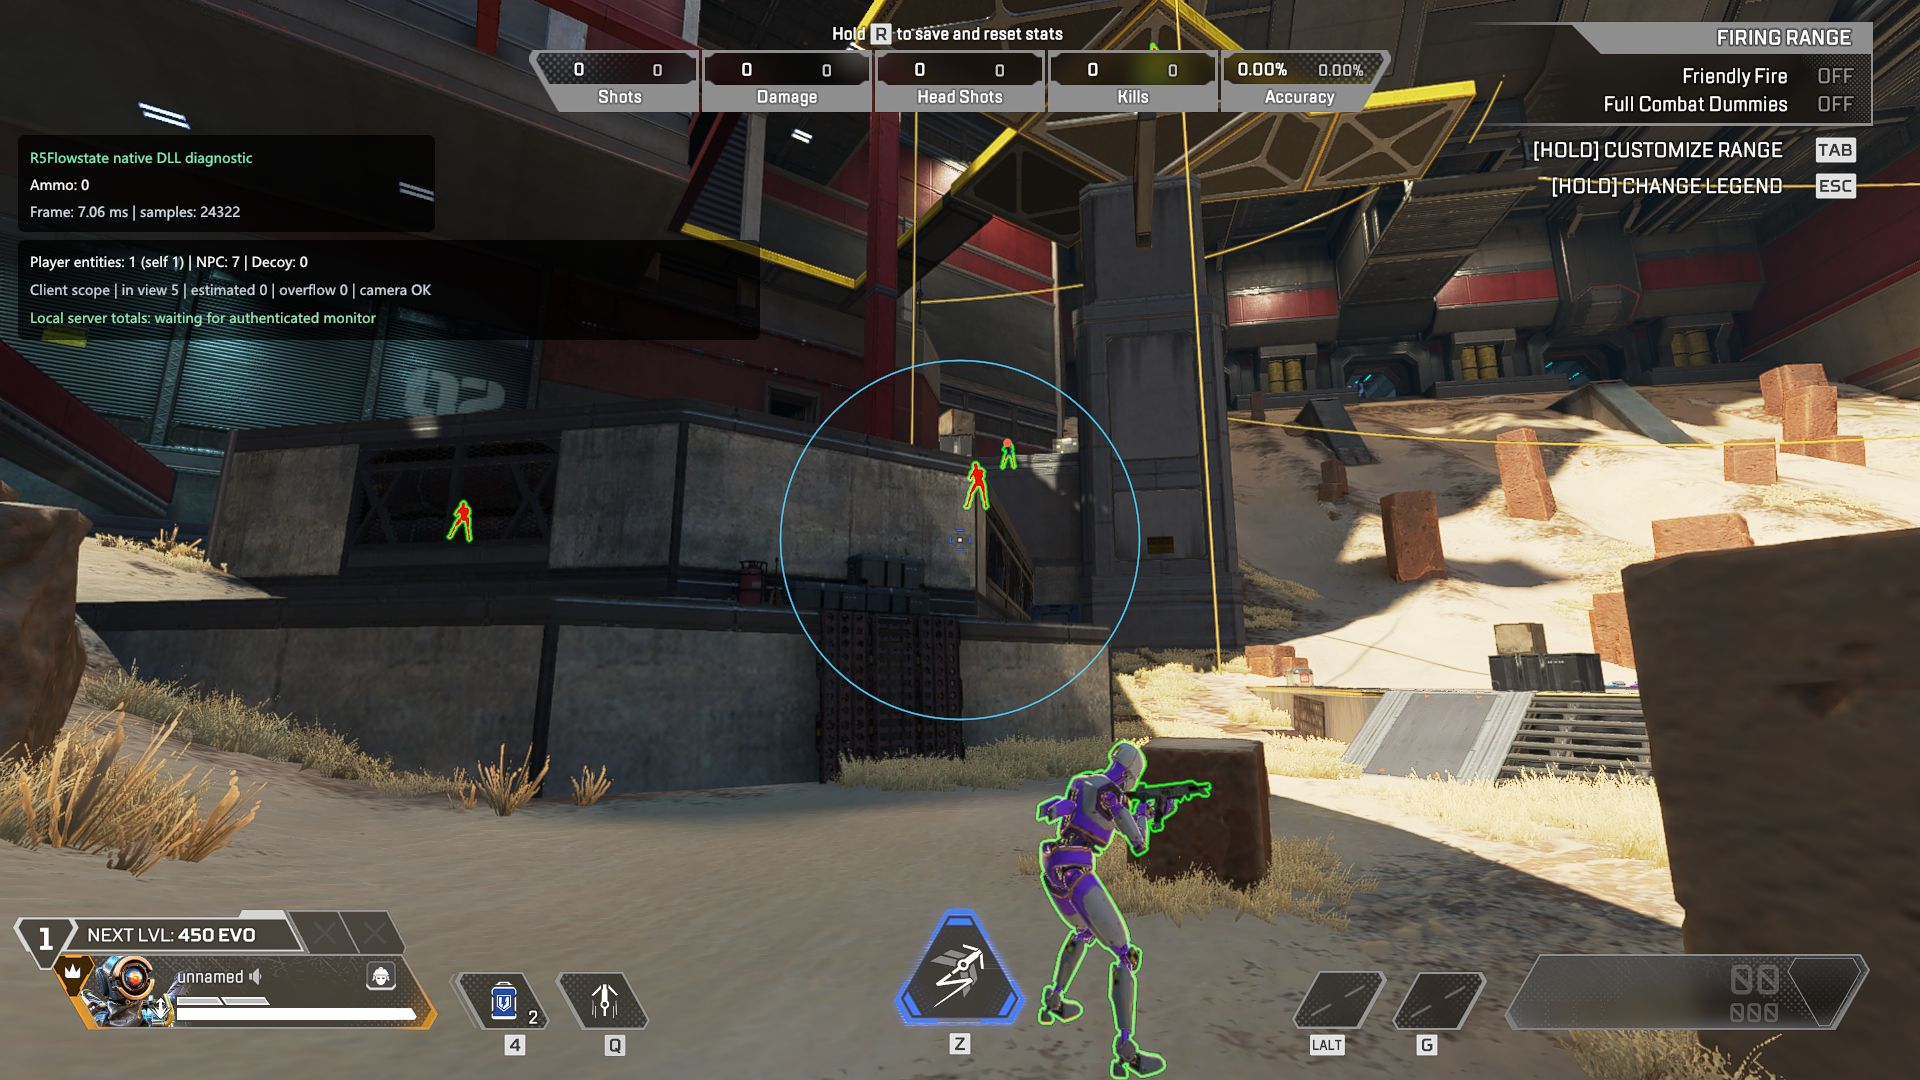 Hold R to save and reset stats
0 0 0 0 0 0 0 0 0.00% 0.00%
Shots Damage Head Shots Kills Accuracy
FIRING RANGE
Friendly Fire OFF
Full Combat Dummies OFF
[HOLD] CUSTOMIZE RANGE TAB
[HOLD] CHANGE LEGEND ESC
R5Flowstate native DLL diagnostic
Ammo: 0
Frame: 7.06 ms | samples: 24322
Player entities: 1 (self 1) | NPC: 7 | Decoy: 0
Client scope | in view 5 | estimated 0 | overflow 0 | camera OK
Local server totals: waiting for authenticated monitor
02
1 NEXT LVL: 450 EVO
unnamed
2
4 Q Z LALT G
00
000